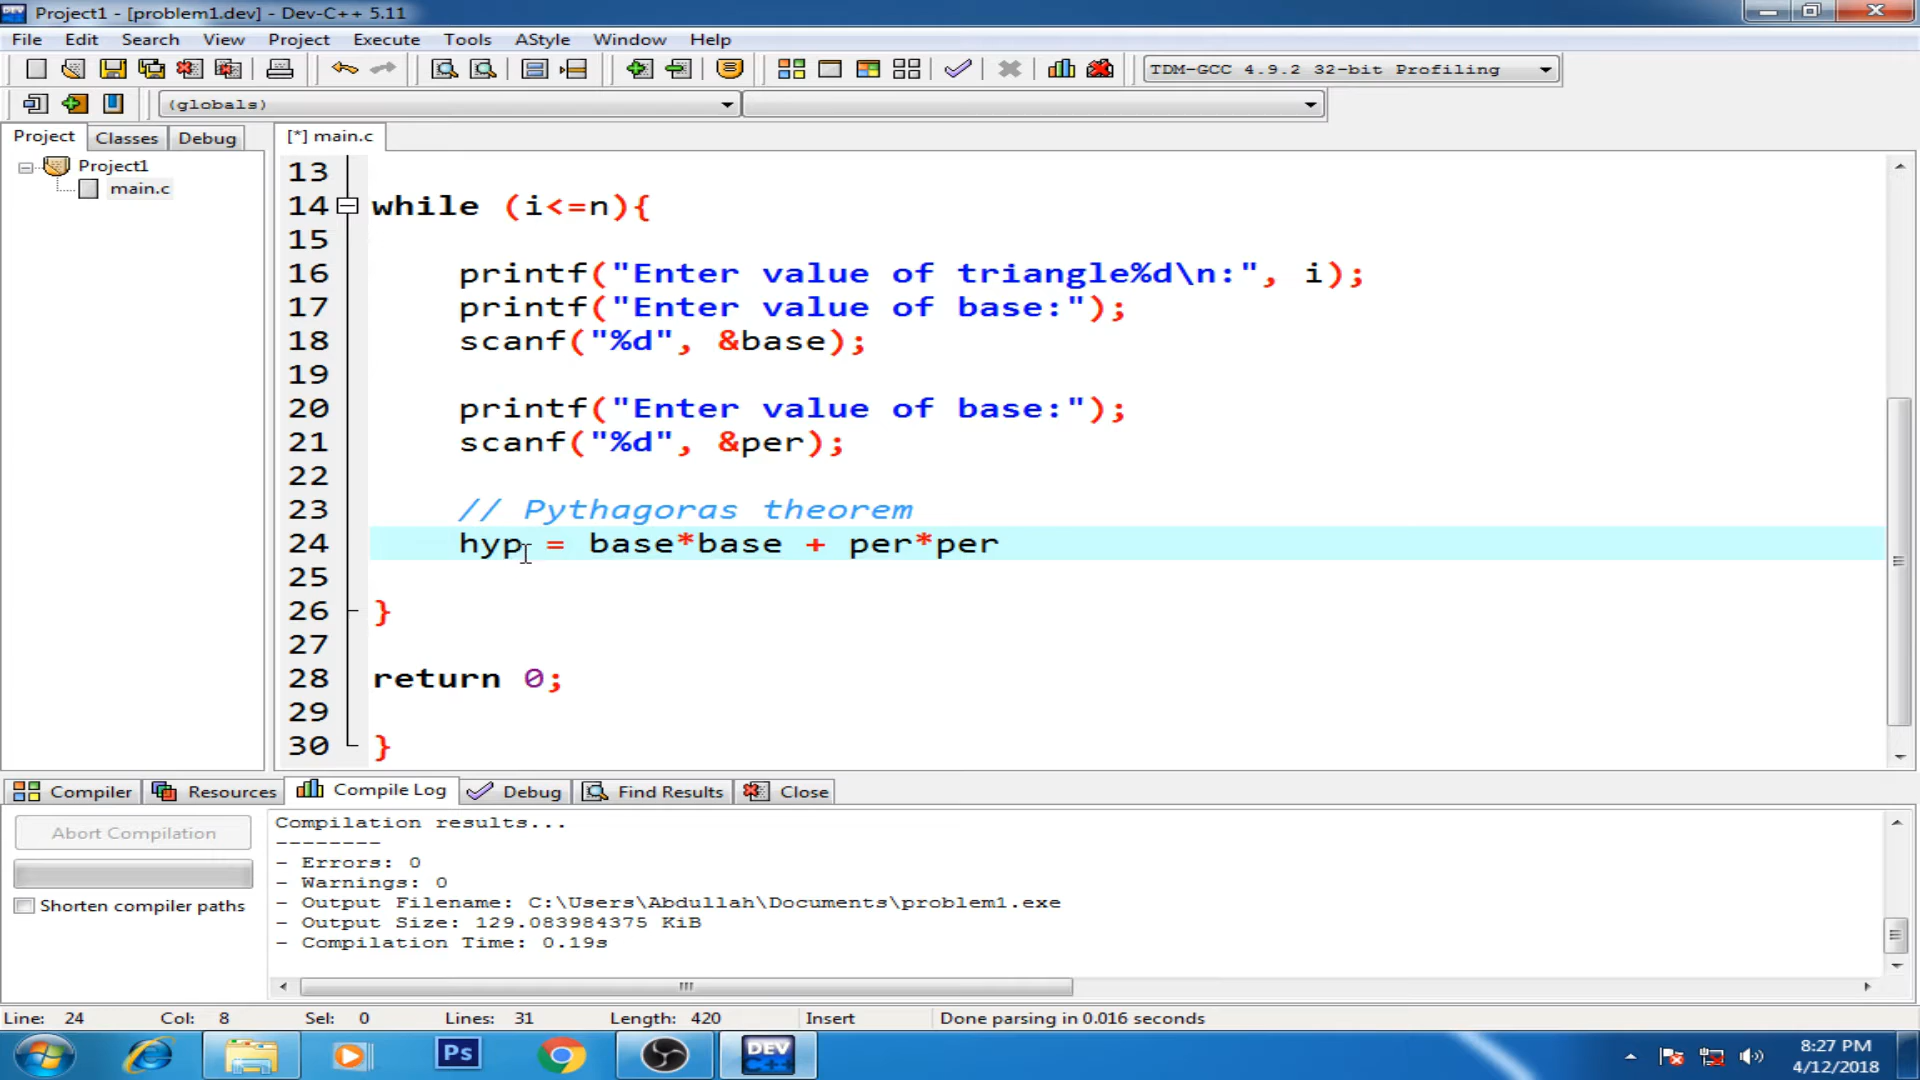 Project1 - [problem1.dev] - Dev-C++ 5.11
File Edit Search View Project Execute Tools AStyle Window Help
TDM-GCC 4.9.2 32-bit Profiling
(globals)
Project Classes Debug
[*] main.c
Project1
main.c
13
14 while (i<=n){
15
16 printf("Enter value of triangle%d\n:", i);
17 printf("Enter value of base:");
18 scanf("%d", &base);
19
20 printf("Enter value of base:");
21 scanf("%d", &per);
22
23 // Pythagoras theorem
24 hyp = base*base + per*per
25
26 }
27
28 return 0;
29
30 }
Compiler Resources Compile Log Debug Find Results Close
Abort Compilation
Shorten compiler paths
Compilation results...
--------
- Errors: 0
- Warnings: 0
- Output Filename: C:\Users\Abdullah\Documents\problem1.exe
- Output Size: 129.083984375 KiB
- Compilation Time: 0.19s
Line: 24 Col: 8 Sel: 0 Lines: 31 Length: 420 Insert Done parsing in 0.016 seconds
Ps
DEV C++
8:27 PM
4/12/2018